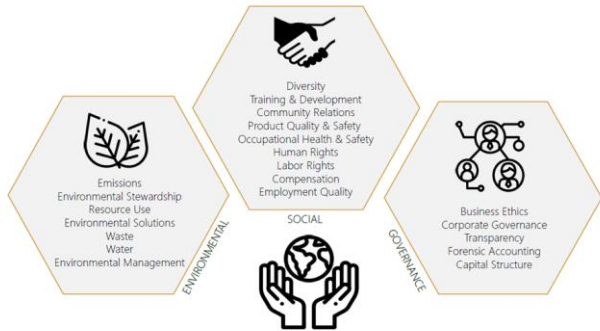 Emissions
Environmental Stewardship
Resource Use
Environmental Solutions
Waste
Water
Environmental Management
ENVIRONMENTAL
Diversity
Training & Development
Community Relations
Product Quality & Safety
Occupational Health & Safety
Human Rights
Labor Rights
Compensation
Employment Quality
SOCIAL
Business Ethics
Corporate Governance
Transparency
Forensic Accounting
Capital Structure
GOVERNANCE